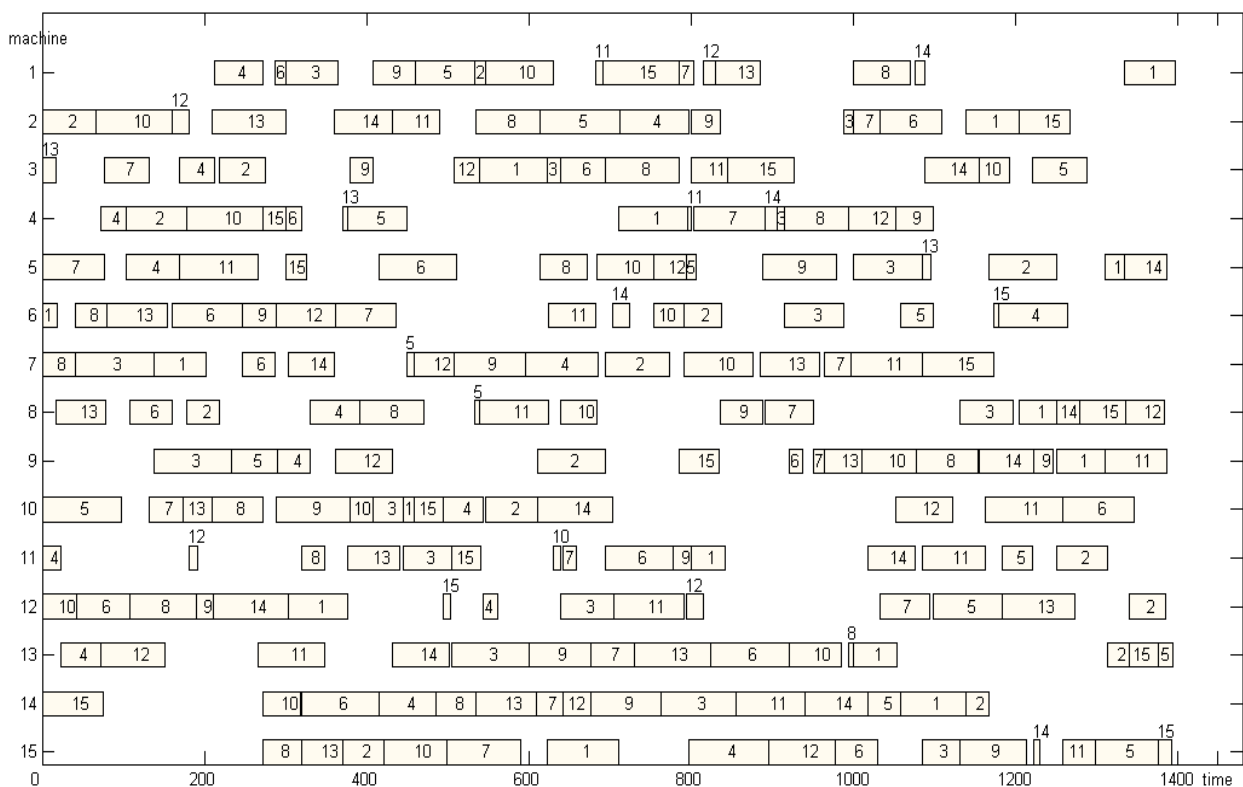 machine
11 12 14
1 4 6 3 9 5 2 10 15 7 13 8 1
12
2 2 10 13 14 11 8 5 4 9 3 7 6 1 15
13
3 7 4 2 9 12 1 3 6 8 11 15 14 10 5
13 11 14
4 4 2 10 15 6 5 1 7 3 8 12 9
13
5 7 4 11 15 6 8 10 12 5 9 3 2 1 14
14 15
6 1 8 13 6 9 12 7 11 10 2 3 5 4
5
7 8 3 1 6 14 12 9 4 2 10 13 7 11 15
5
8 13 6 2 4 8 11 10 9 7 3 1 14 15 12
9 3 5 4 12 2 15 6 7 13 10 8 14 9 1 11
10 5 7 13 8 9 10 3 1 15 4 2 14 12 11 6
12 10
11 4 8 13 3 15 7 6 9 1 14 11 5 2
15 12
12 10 6 8 9 14 1 4 3 11 7 5 13 2
8
13 4 12 11 14 3 9 7 13 6 10 1 2 15 5
14 15 10 6 4 8 13 7 12 9 3 11 14 5 1 2
14 15
15 8 13 2 10 7 1 4 12 6 3 9 11 5
0 200 400 600 800 1000 1200 1400 time